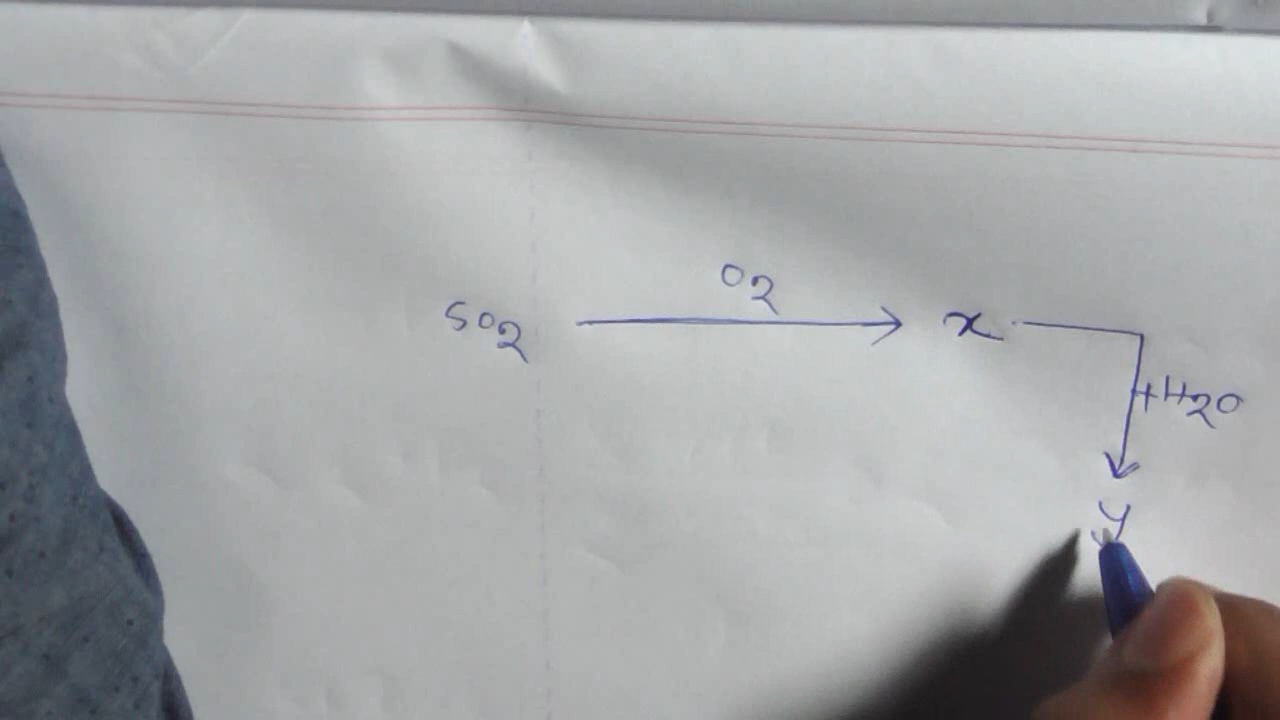 O2
SO2 → x
+H2O
y